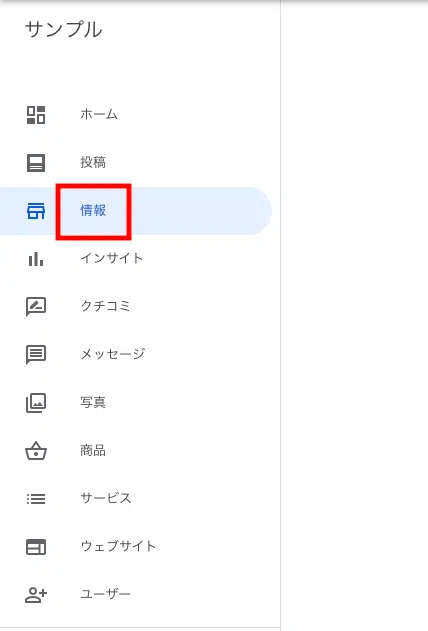 サンプル
ホーム
投稿
情報
インサイト
クチコミ
メッセージ
写真
商品
サービス
ウェブサイト
ユーザー